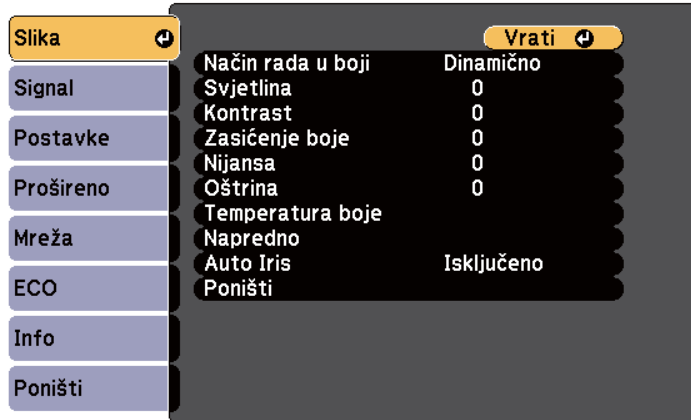 Slika
Signal
Postavke
Prošireno
Mreža
ECO
Info
Poništi
Vrati
Način rada u boji Dinamično
Svjetlina 0
Kontrast 0
Zasićenje boje 0
Nijansa 0
Oštrina 0
Temperatura boje
Napredno
Auto Iris Isključeno
Poništi